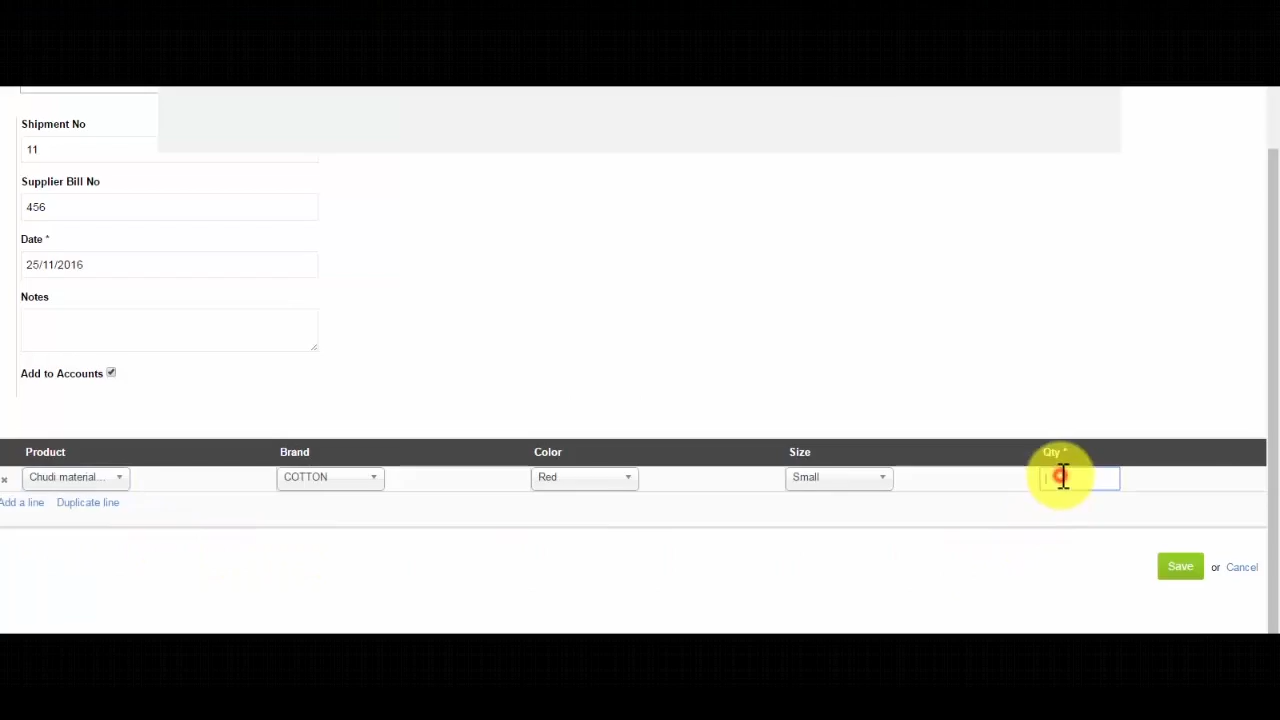 Shipment No
11
Supplier Bill No
456
Date *
25/11/2016
Notes
Add to Accounts
Product Brand Color Size Qty *
Chudi material... COTTON Red Small
Add a line Duplicate line
Save or Cancel